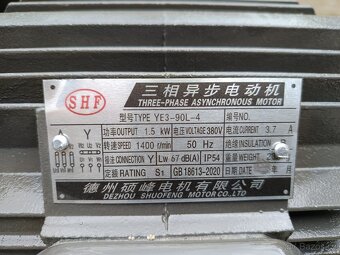 SHF
三相异步电动机
THREE-PHASE ASYNCHRONOUS MOTOR
型号TYPE YE3-90L-4 编号NO.
Y 功率OUTPUT 1.5 kW 电压VOLTAGE 380V 电流CURRENT 3.7 A
转速SPEED 1400 r/min 50 Hz 绝缘INSULATION
接法CONNECTION Y Lw 67 dB(A) IP54 重量WEIGHT
定额RATING S1 GB 18613-2020 日期DATE 年 月
德州硕峰电机有限公司
DEZHOU SHUOFENG MOTOR CO.,LTD